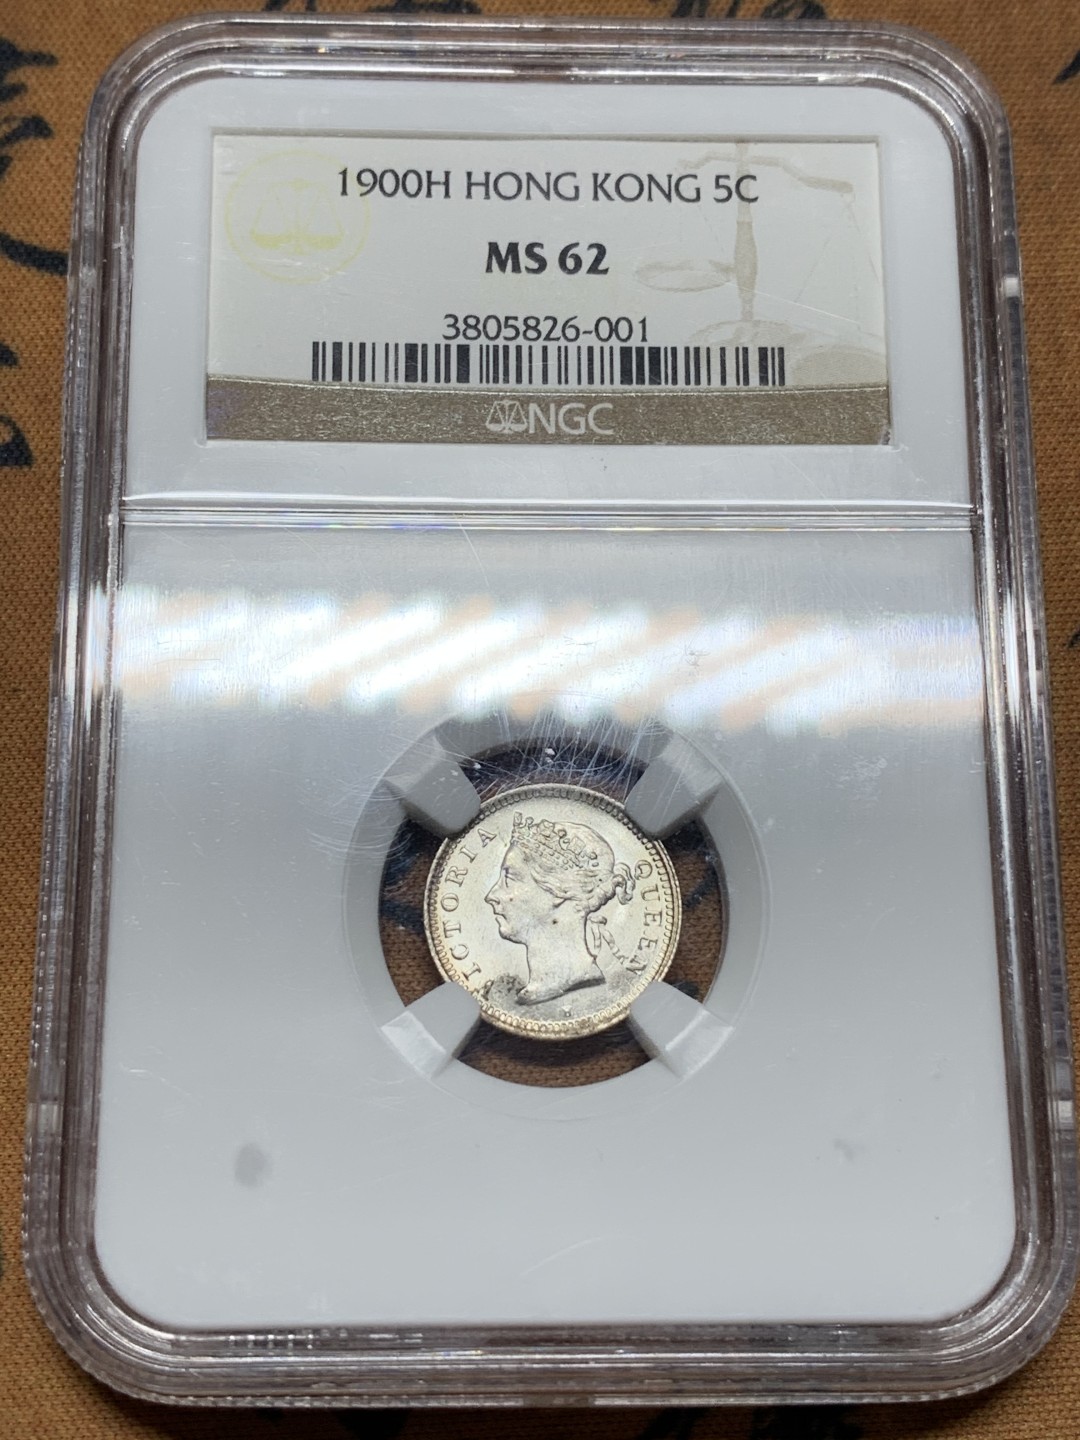 1900H HONG KONG 5C
MS 62
3805826-001
NGC
VICTORIA QUEEN
H